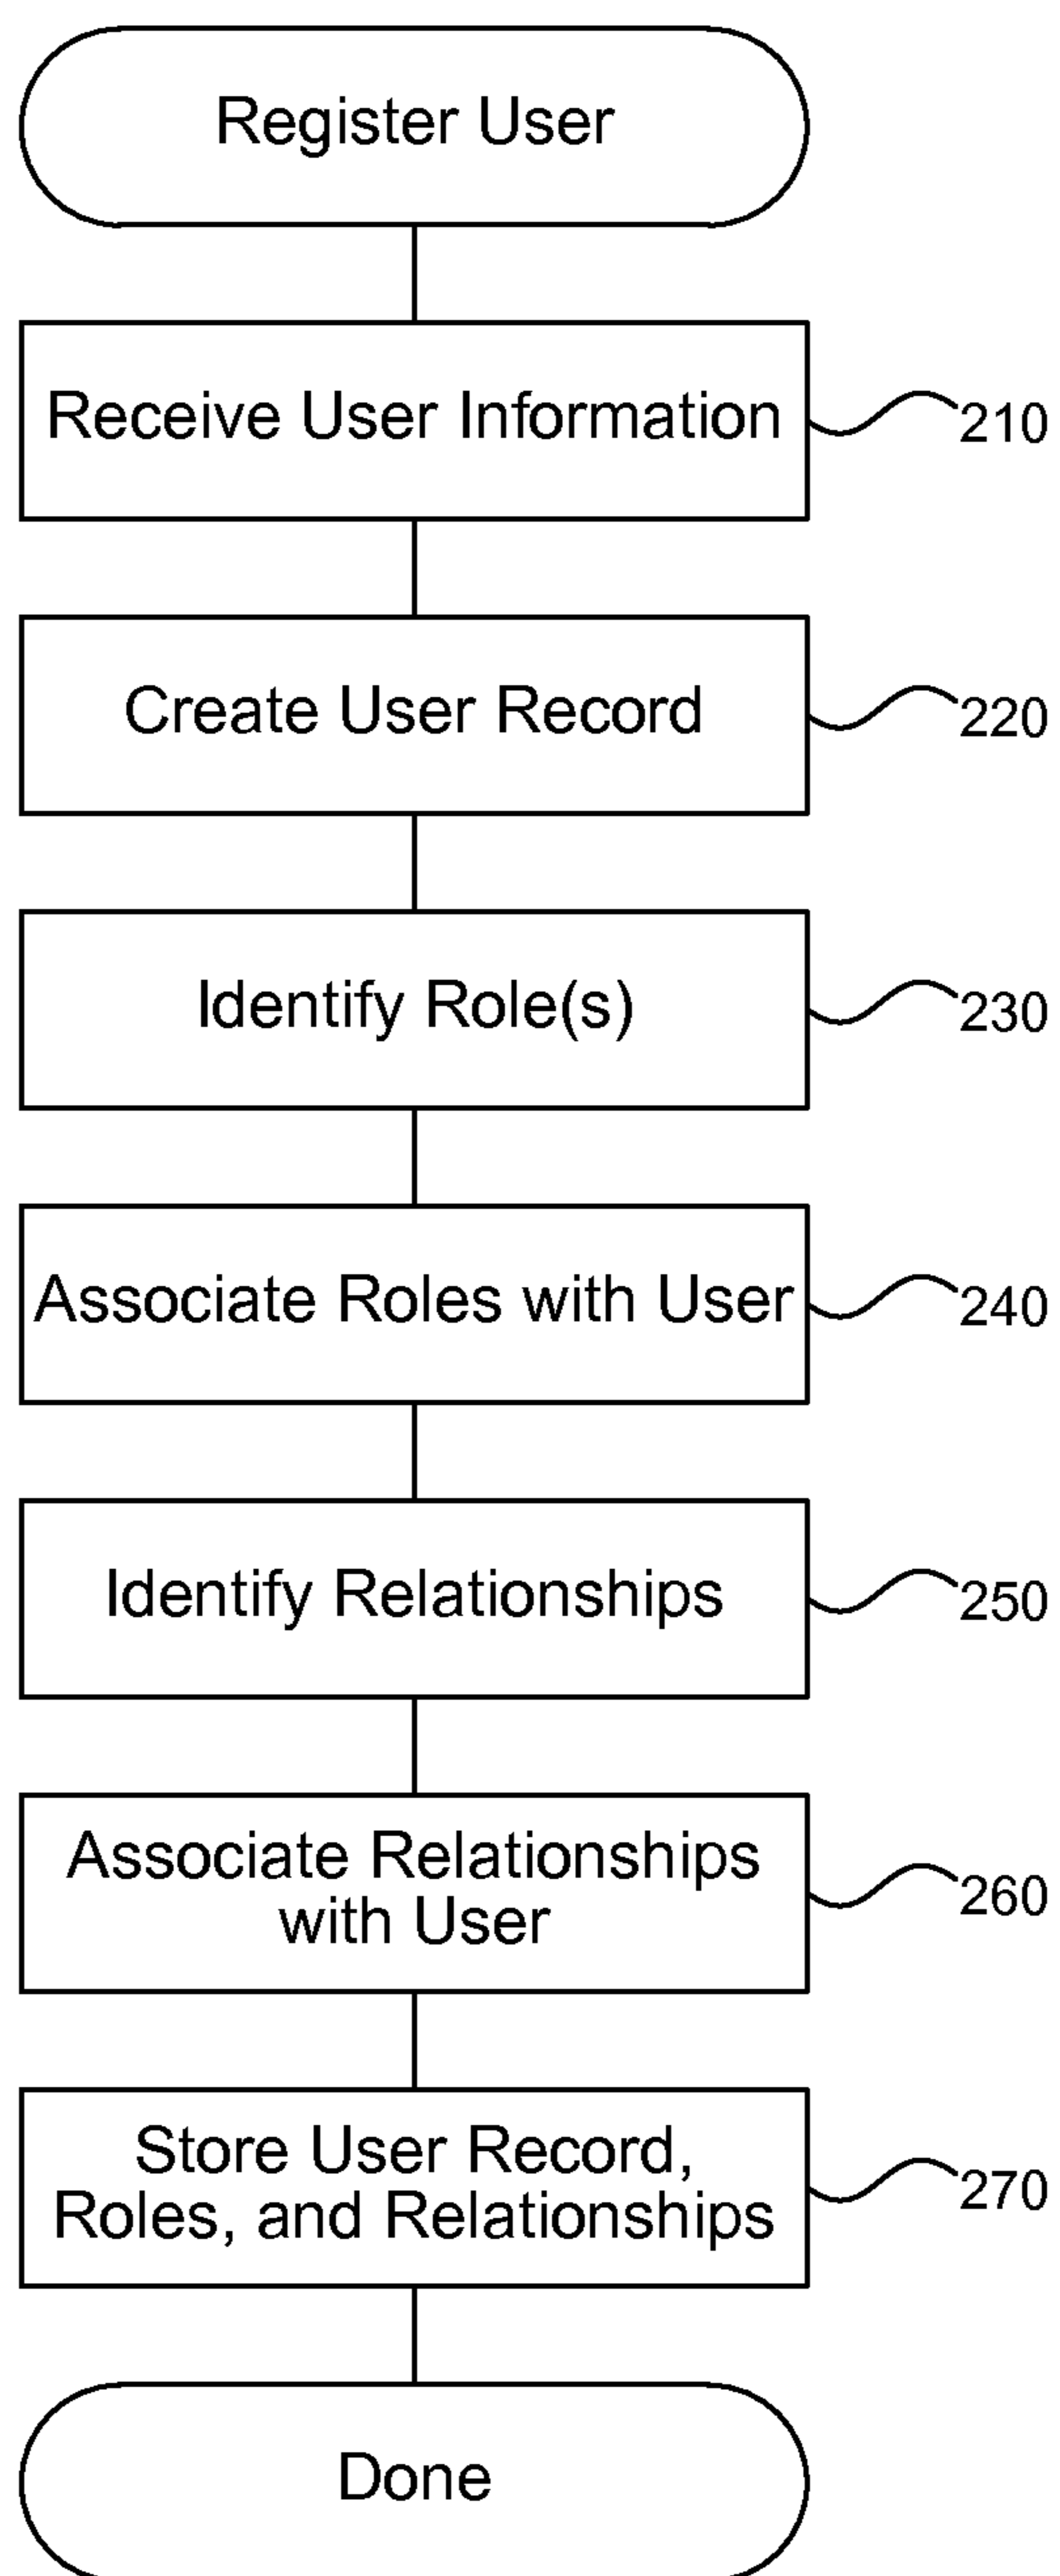 Register User
Receive User Information
210
Create User Record
220
Identify Role(s)
230
Associate Roles with User
240
Identify Relationships
250
Associate Relationships
with User
260
Store User Record,
Roles, and Relationships
270
Done